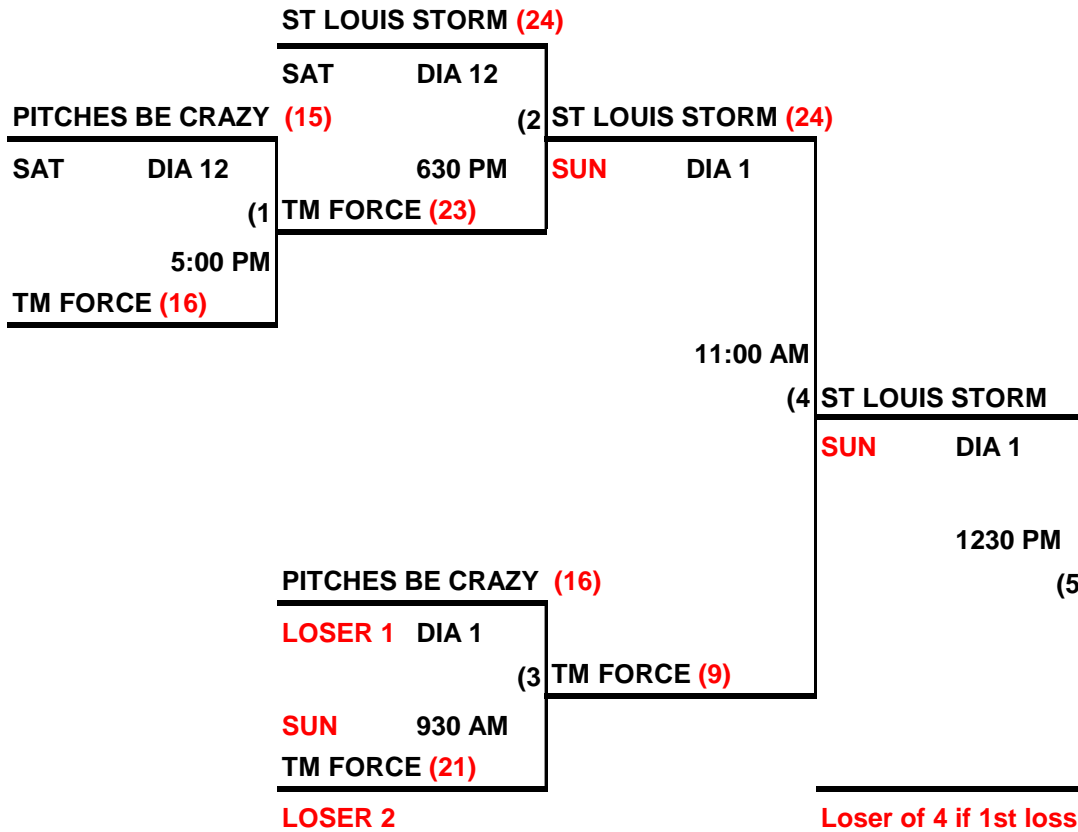 ST LOUIS STORM (24)
SAT DIA 12
PITCHES BE CRAZY (15) (2 ST LOUIS STORM (24)
SAT DIA 12 630 PM SUN DIA 1
(1 TM FORCE (23)
5:00 PM
TM FORCE (16)
11:00 AM
(4 ST LOUIS STORM
SUN DIA 1
1230 PM
PITCHES BE CRAZY (16) (5
LOSER 1 DIA 1
(3 TM FORCE (9)
SUN 930 AM
TM FORCE (21)
LOSER 2 Loser of 4 if 1st loss